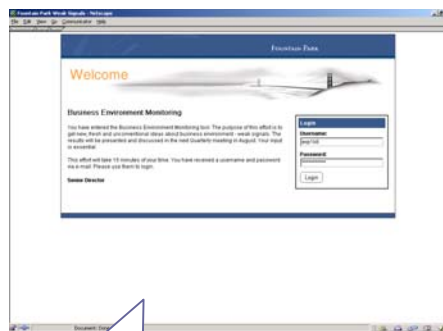 Fountain Park Weak Signals - Netscape
File Edit View Go Communicator Help
Fountain Park
Welcome
Business Environment Monitoring
You have entered the Business Environment Monitoring tool. The purpose of this effort is to
get new, fresh and unconventional ideas about business environment - weak signals. The
results will be presented and discussed in the next Quarterly meeting in August. Your input
is essential.
This effort will take 15 minutes of your time. You have received a username and password
via e-mail. Please use them to login.
Senior Director
Login
Username:
Password:
Login
Document: